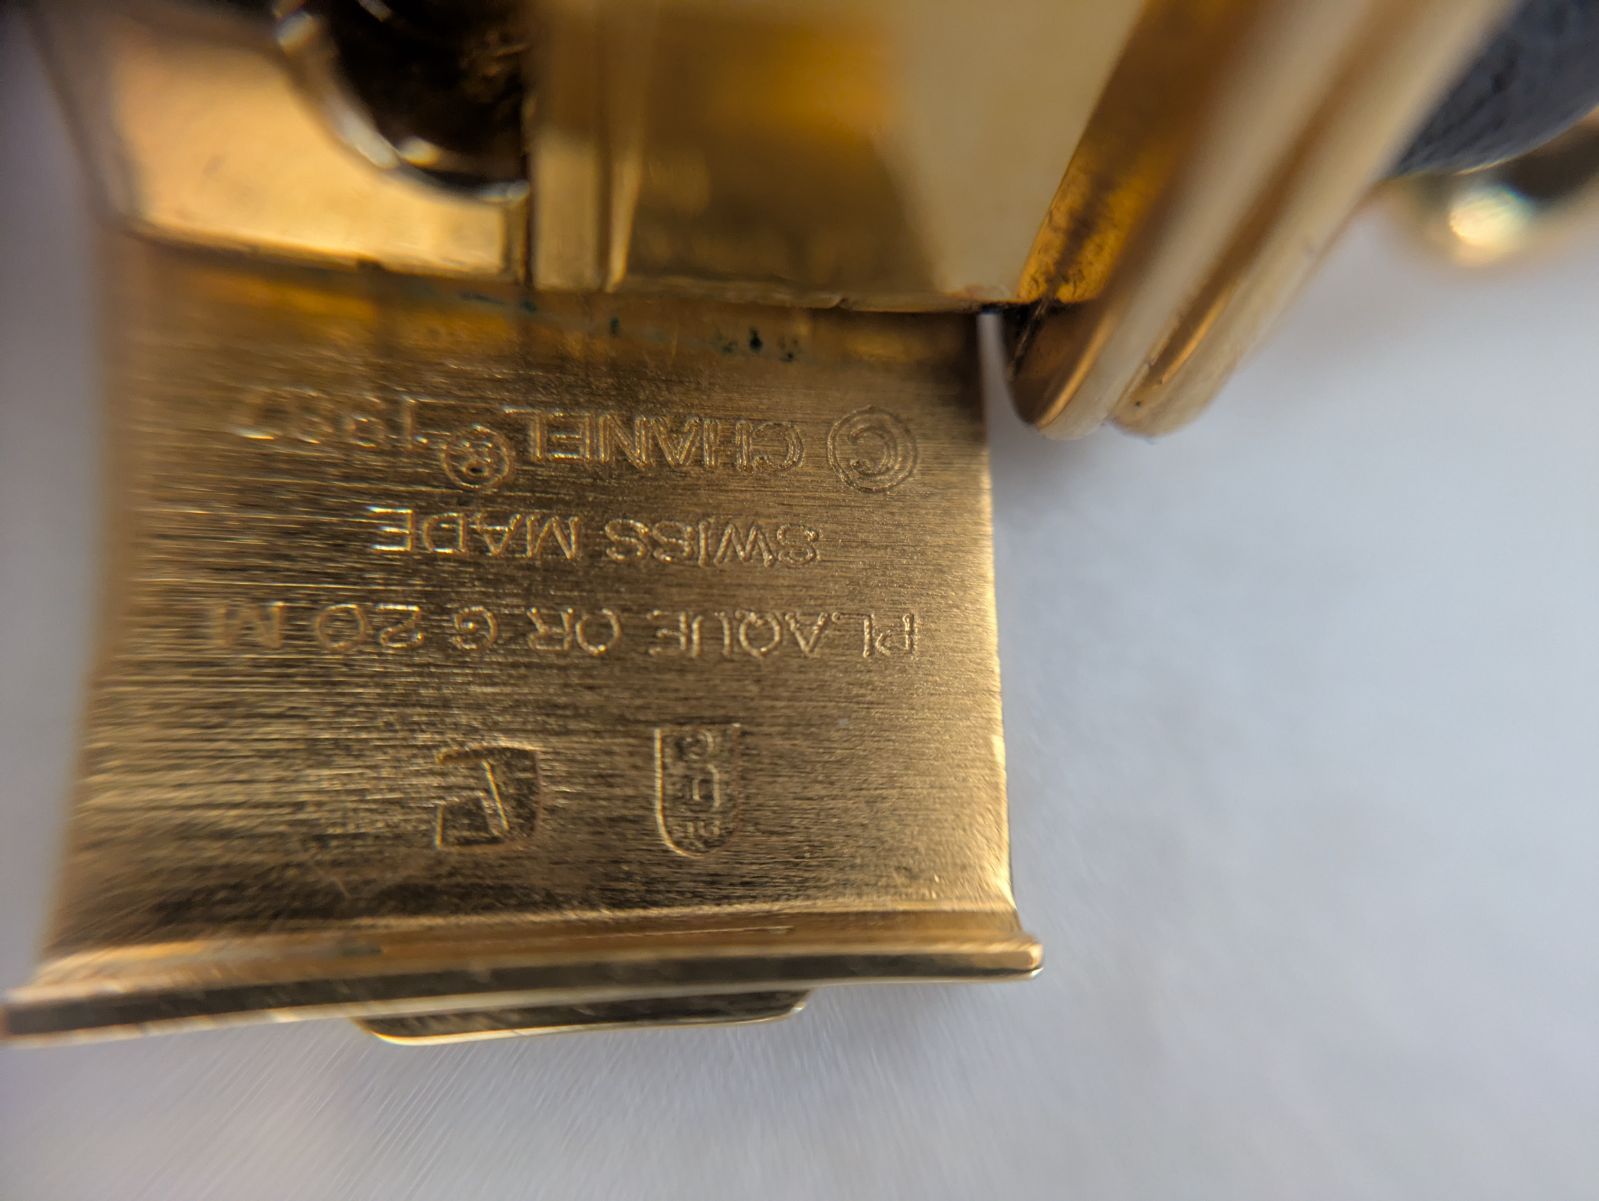 © CHANEL ® 1987
SWISS MADE
PLAQUE OR G 20 M